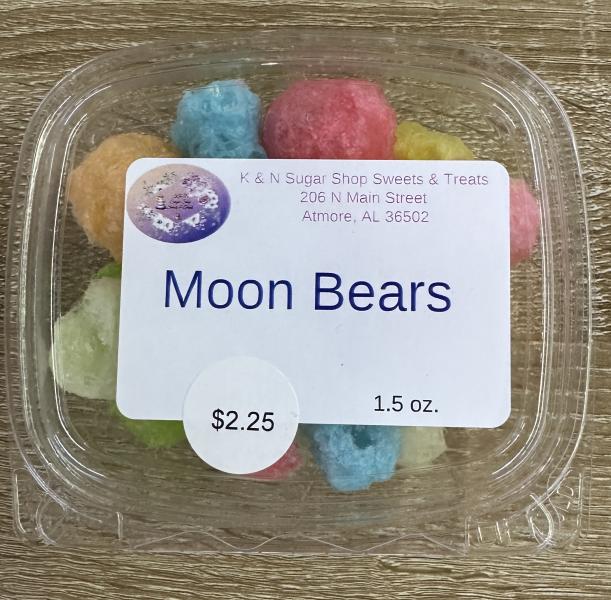 K & N Sugar Shop Sweets & Treats
206 N Main Street
Atmore, AL 36502
Moon Bears
1.5 oz.
$2.25